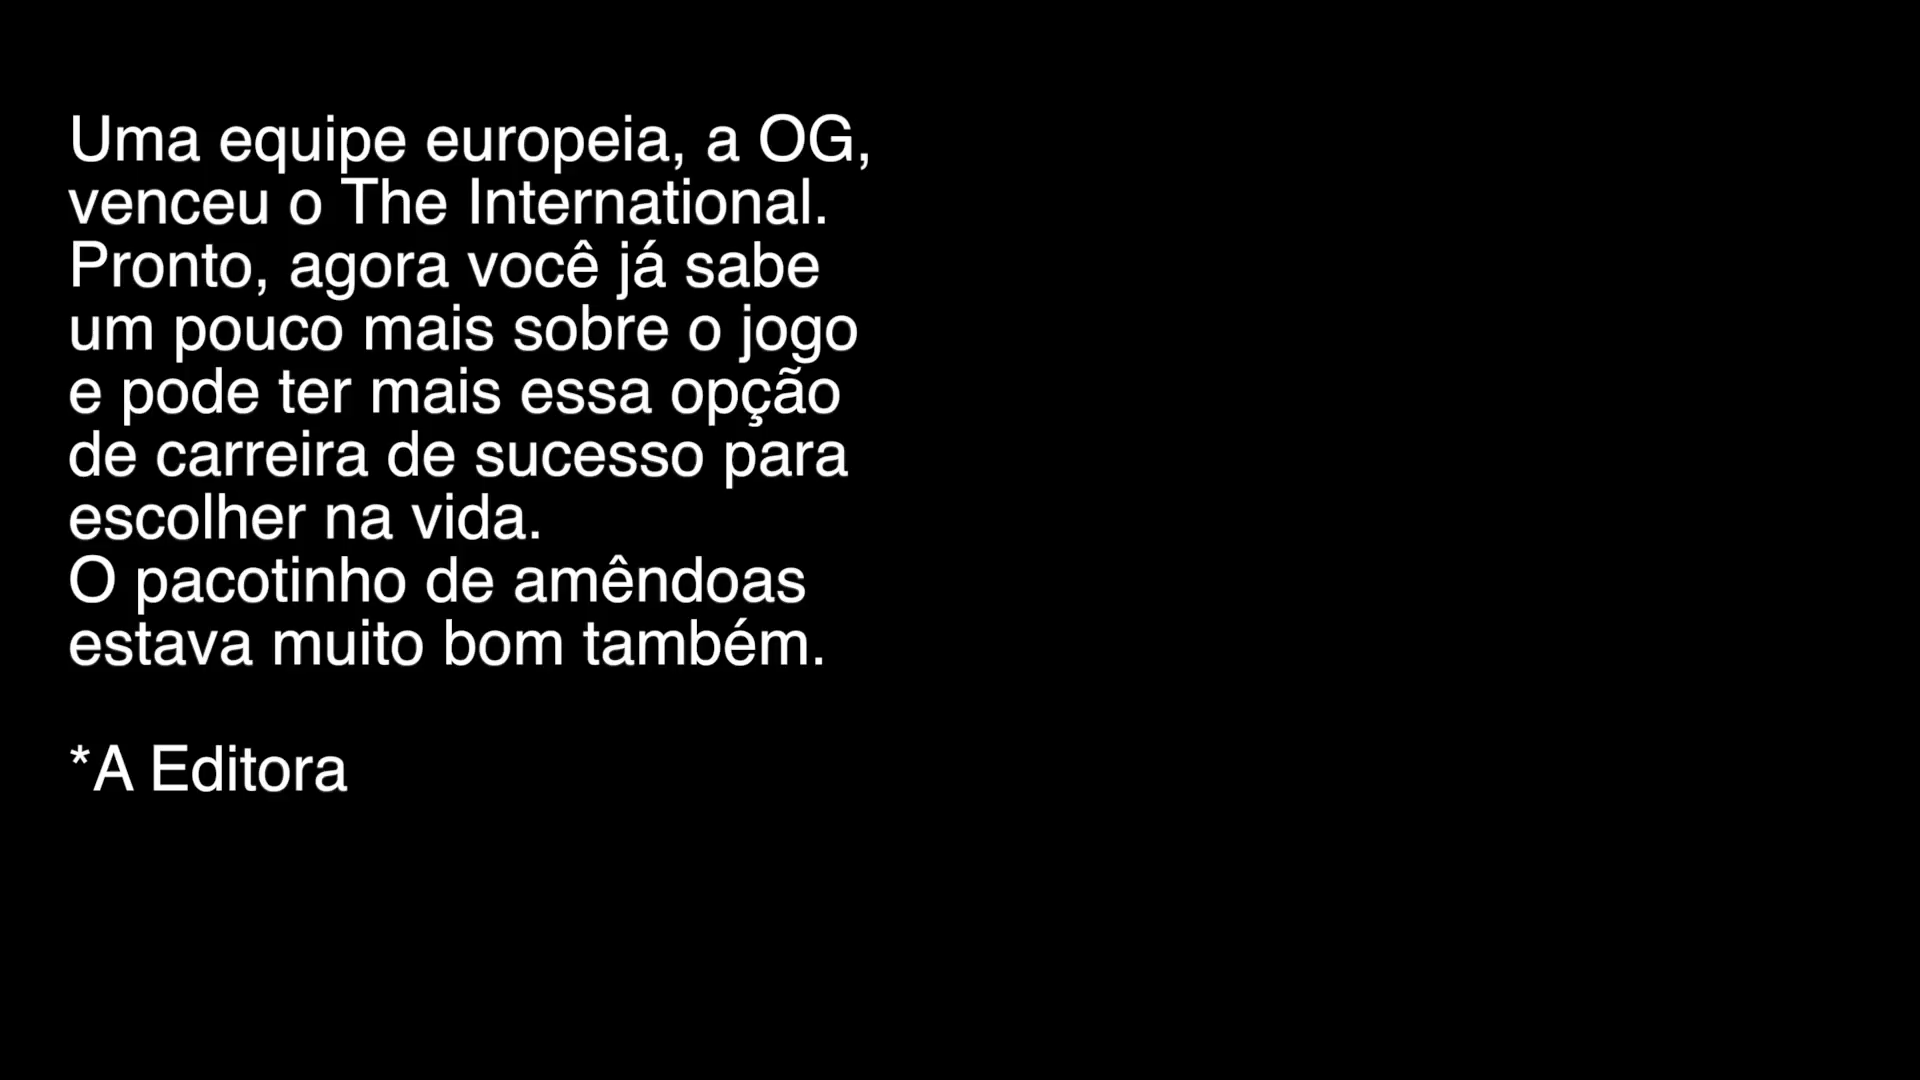 Uma equipe europeia, a OG,
venceu o The International.
Pronto, agora você já sabe
um pouco mais sobre o jogo
e pode ter mais essa opção
de carreira de sucesso para
escolher na vida.
O pacotinho de amêndoas
estava muito bom também.
*A Editora